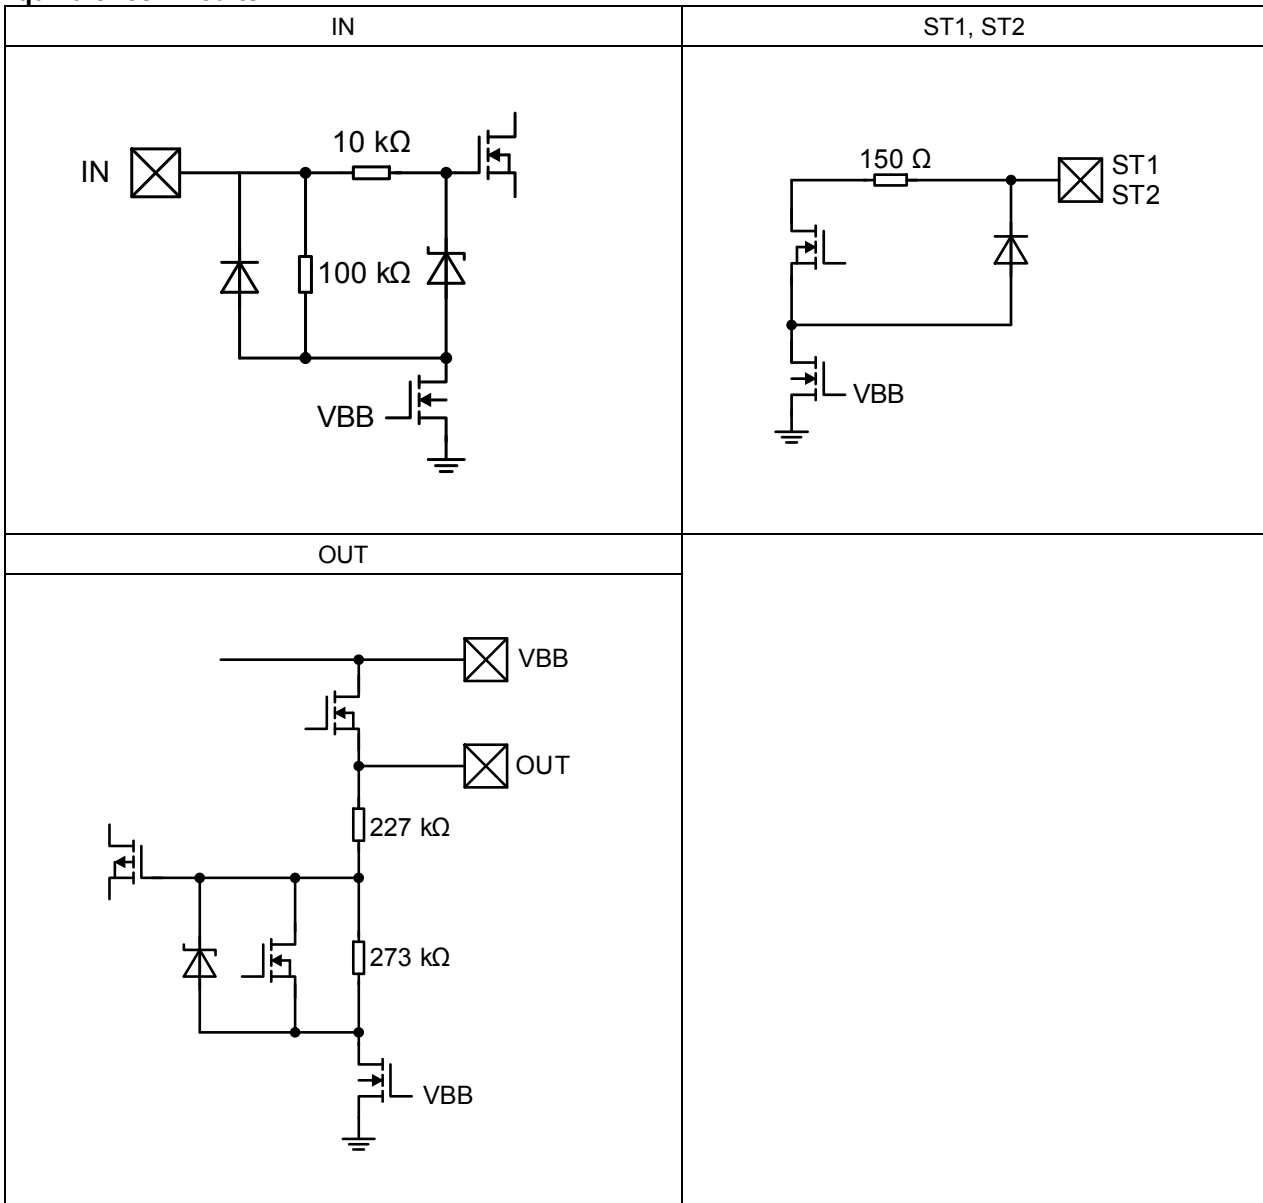 IN
ST1, ST2
10 kΩ
IN
100 kΩ
VBB
150 Ω
ST1
ST2
VBB
OUT
VBB
OUT
227 kΩ
273 kΩ
VBB